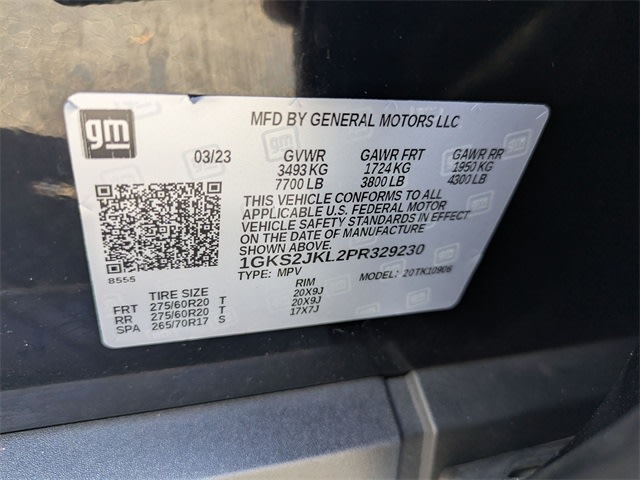 gm
MFD BY GENERAL MOTORS LLC
03/23 GVWR GAWR FRT GAWR RR
3493 KG 1724 KG 1950 KG
7700 LB 3800 LB 4300 LB
THIS VEHICLE CONFORMS TO ALL
APPLICABLE U.S. FEDERAL MOTOR
VEHICLE SAFETY STANDARDS IN EFFECT
ON THE DATE OF MANUFACTURE
SHOWN ABOVE.
1GKS2JKL2PR329230
8555
TYPE: MPV MODEL: 20TK10906
TIRE SIZE RIM
FRT 275/60R20 T 20X9J
RR 275/60R20 T 20X9J
SPA 265/70R17 S 17X7J